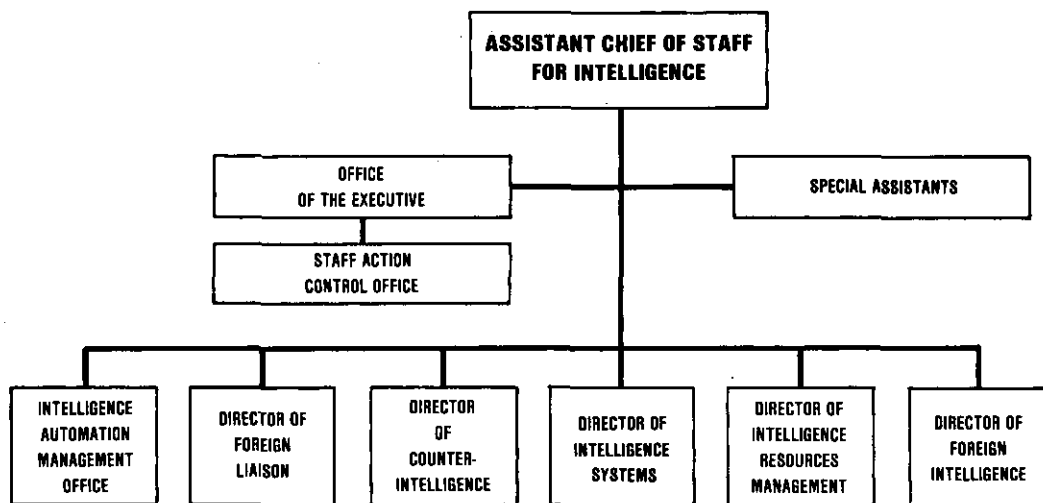 ASSISTANT CHIEF OF STAFF
FOR INTELLIGENCE
OFFICE
OF THE EXECUTIVE
SPECIAL ASSISTANTS
STAFF ACTION
CONTROL OFFICE
INTELLIGENCE
AUTOMATION
MANAGEMENT
OFFICE
DIRECTOR OF
FOREIGN
LIAISON
DIRECTOR
OF
COUNTER-
INTELLIGENCE
DIRECTOR OF
INTELLIGENCE
SYSTEMS
DIRECTOR OF
INTELLIGENCE
RESOURCES
MANAGEMENT
DIRECTOR OF
FOREIGN
INTELLIGENCE